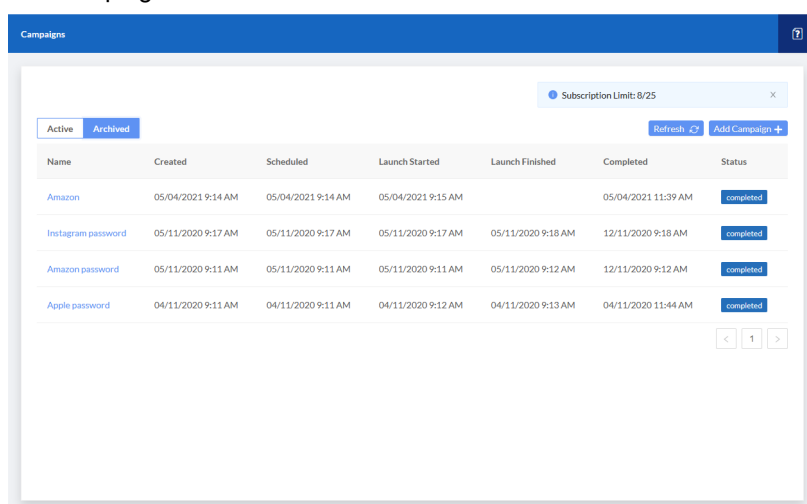 Campaigns
Subscription Limit: 8/25
Active Archived Refresh Add Campaign +
Name Created Scheduled Launch Started Launch Finished Completed Status
Amazon 05/04/2021 9:14 AM 05/04/2021 9:14 AM 05/04/2021 9:15 AM 05/04/2021 11:39 AM completed
Instagram password 05/11/2020 9:17 AM 05/11/2020 9:17 AM 05/11/2020 9:17 AM 05/11/2020 9:18 AM 12/11/2020 9:18 AM completed
Amazon password 05/11/2020 9:11 AM 05/11/2020 9:11 AM 05/11/2020 9:11 AM 05/11/2020 9:12 AM 12/11/2020 9:12 AM completed
Apple password 04/11/2020 9:11 AM 04/11/2020 9:11 AM 04/11/2020 9:12 AM 04/11/2020 9:13 AM 04/11/2020 11:44 AM completed
< 1 >